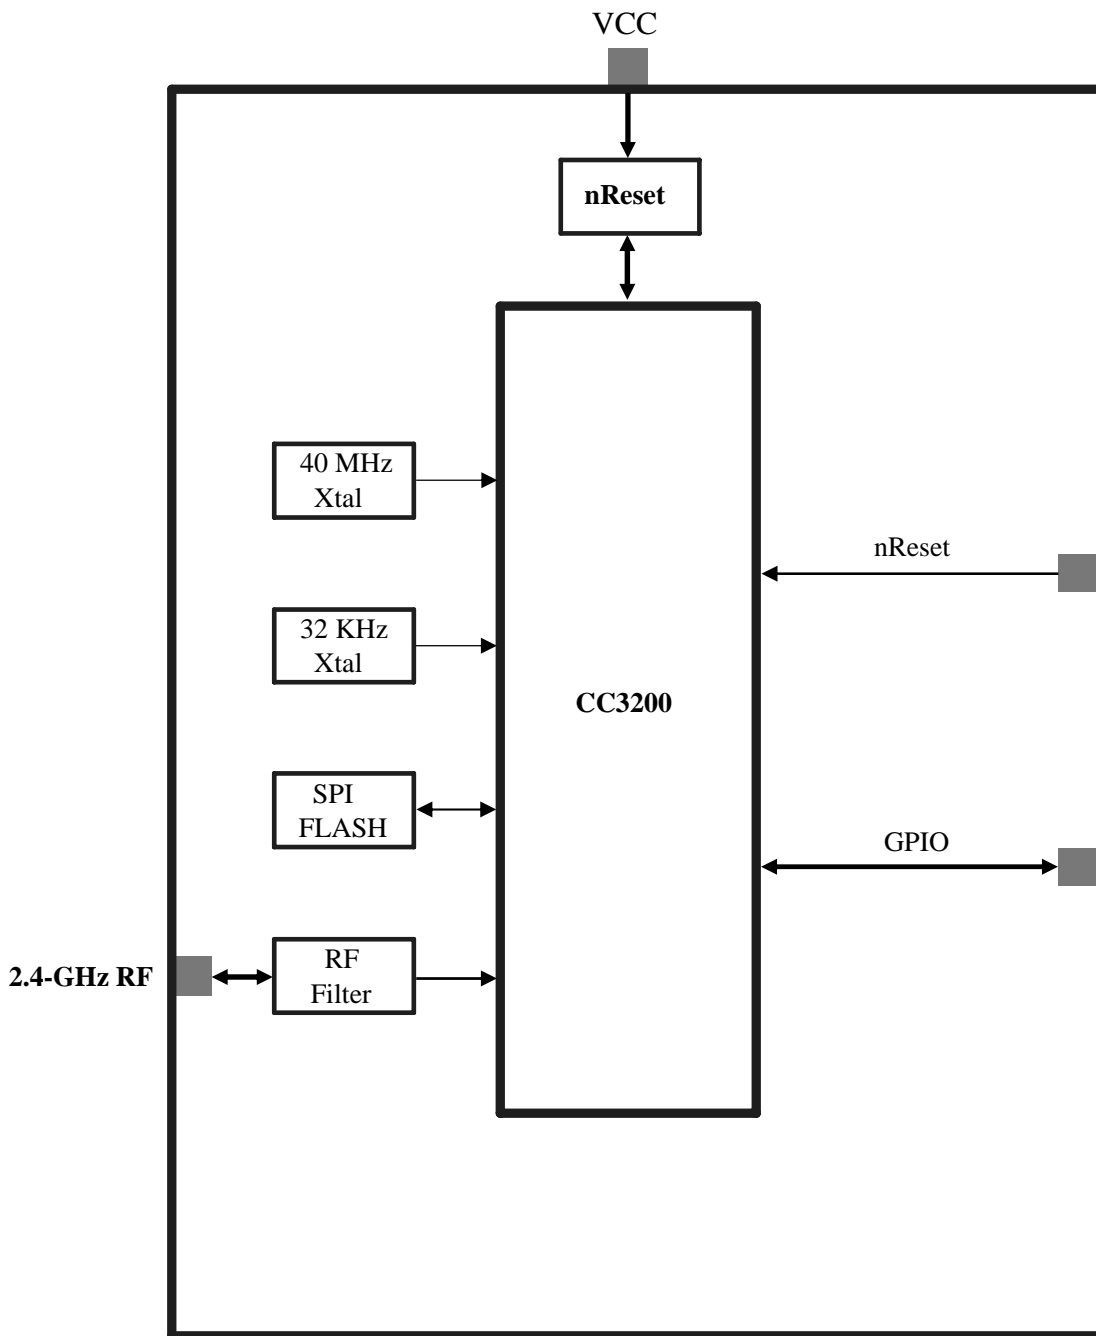 VCC
nReset
40 MHz
Xtal
nReset
32 KHz
Xtal
CC3200
SPI
FLASH
GPIO
RF
Filter
2.4-GHz RF